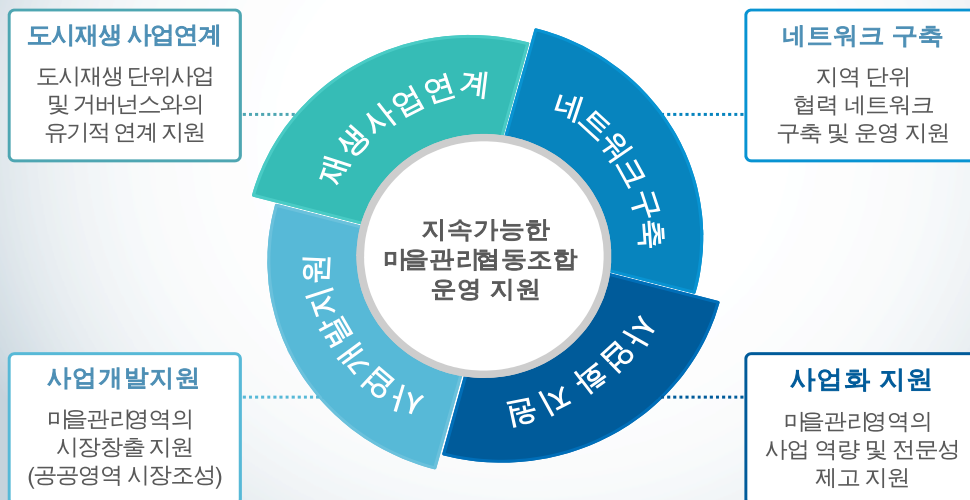 도시재생 사업연계
도시재생 단위사업
및 거버넌스와의
유기적 연계 지원
네트워크 구축
지역 단위
협력 네트워크
구축 및 운영 지원
재생사업연계
네트워크구축
지속가능한
마을관리협동조합
운영 지원
사업개발지원
사업화 지원
사업개발지원
마을관리영역의
시장창출 지원
(공공영역 시장조성)
사업화 지원
마을관리영역의
사업 역량 및 전문성
제고 지원